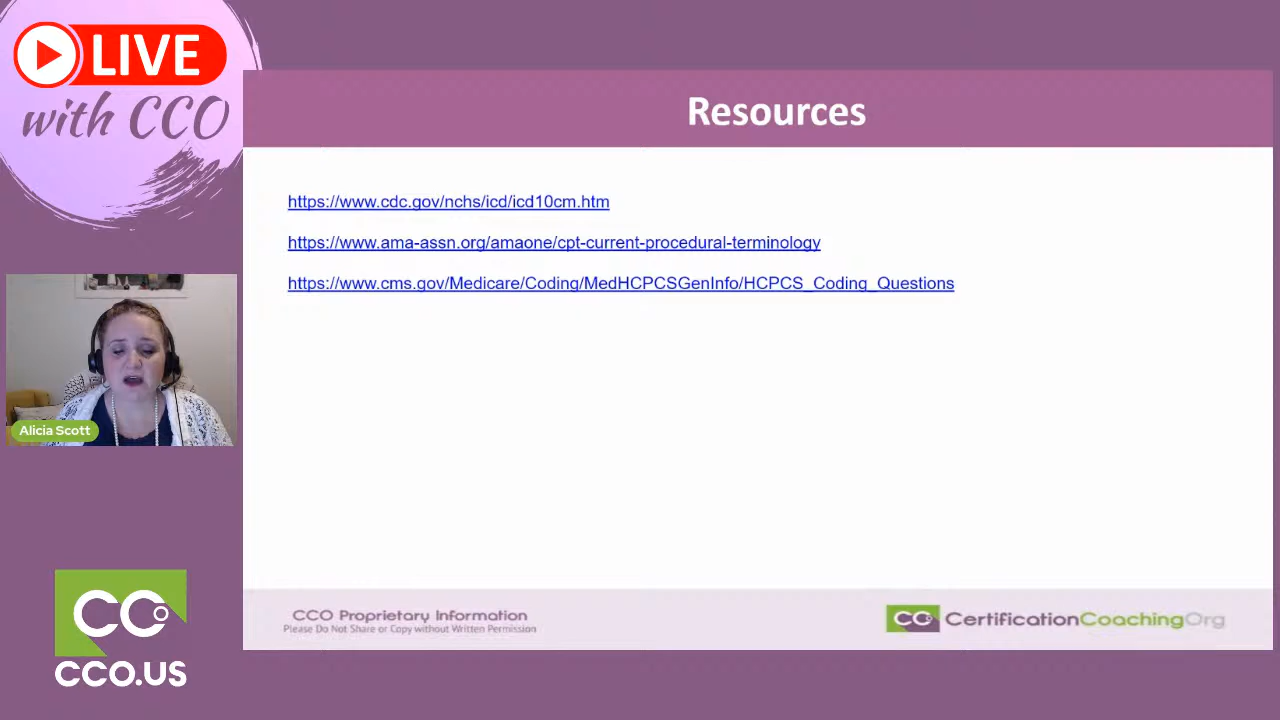 LIVE
with CCO
Resources
https://www.cdc.gov/nchs/icd/icd10cm.htm
https://www.ama-assn.org/amaone/cpt-current-procedural-terminology
https://www.cms.gov/Medicare/Coding/MedHCPCSGenInfo/HCPCS_Coding_Questions
Alicia Scott
CCO
CCO.US
CCO Proprietary Information
Please Do Not Share or Copy without Written Permission
CCO CertificationCoachingOrg